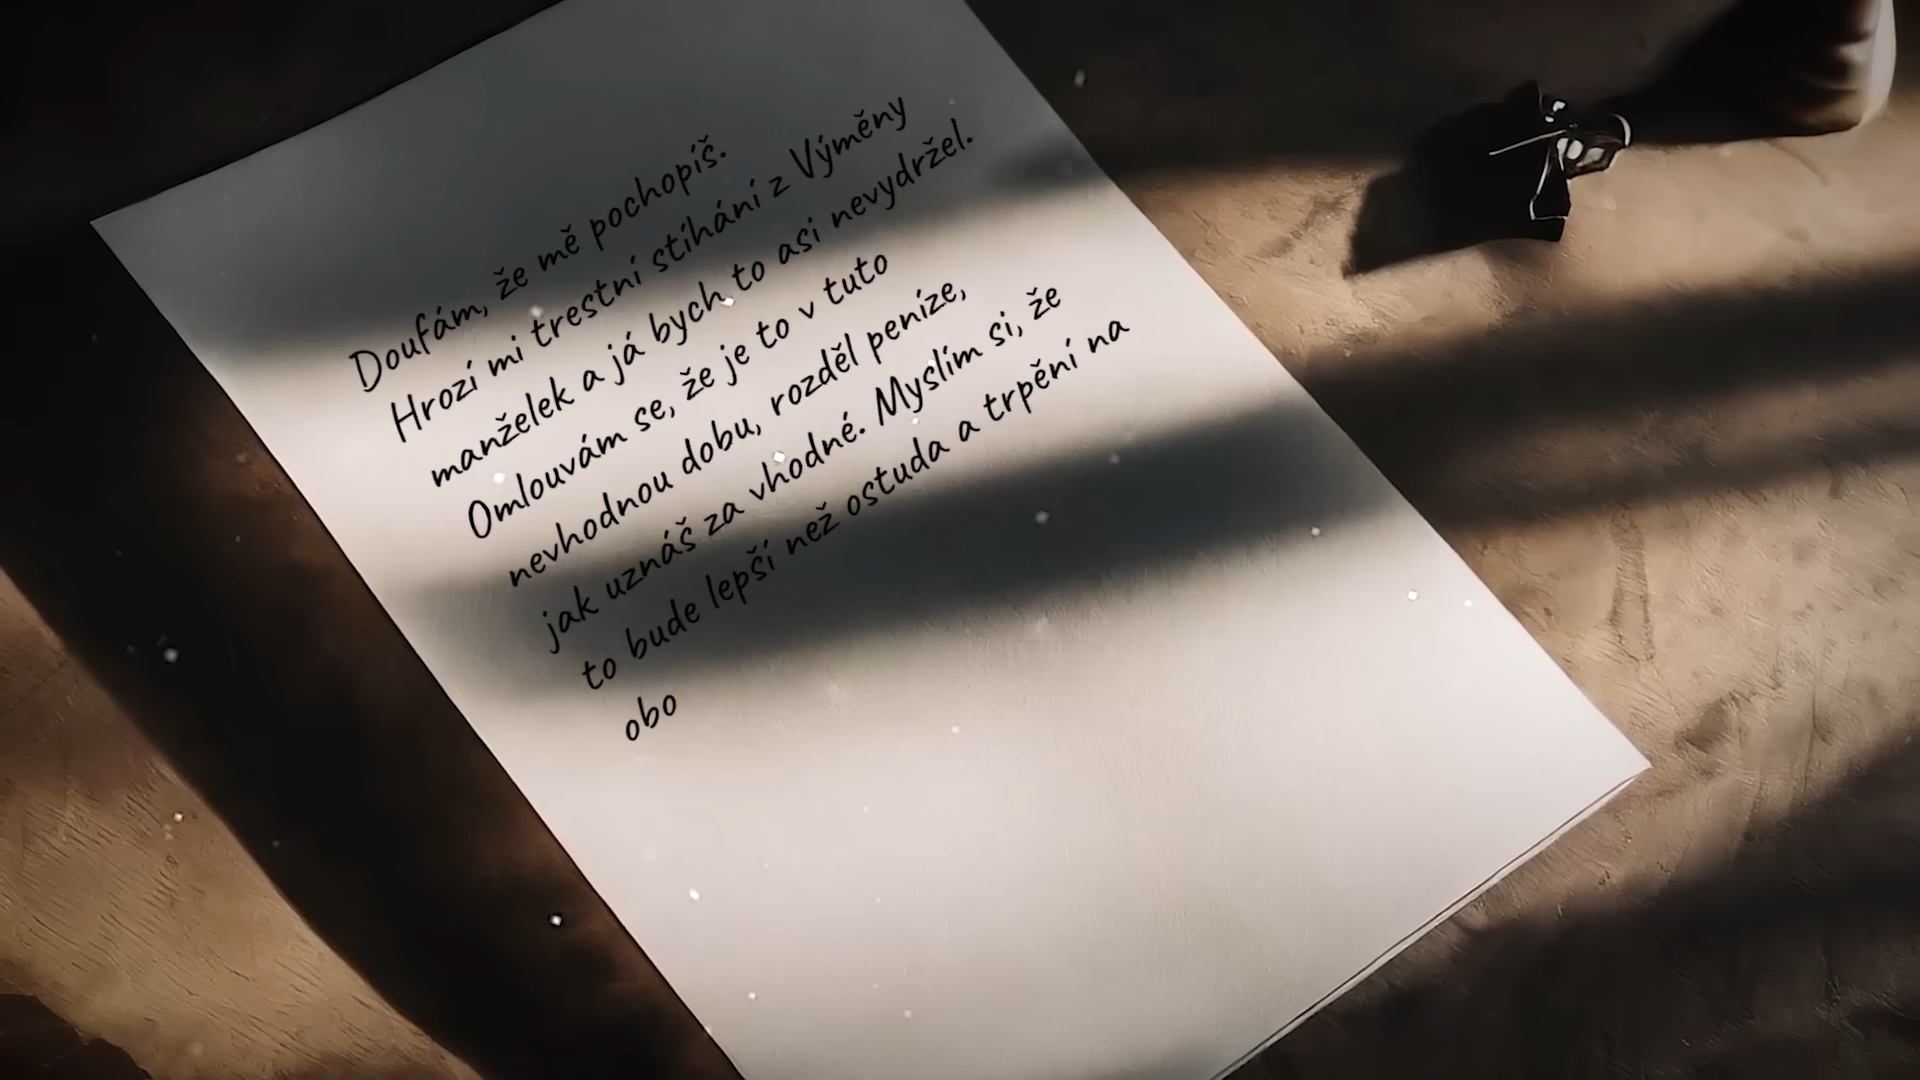 Doufám, že mě pochopíš.
Hrozí mi trestní stíhání z Výměny
manželek a já bych to asi nevydržel.
Omlouvám se, že je to v tuto
nevhodnou dobu, rozděl peníze,
jak uznáš za vhodné. Myslím si, že
to bude lepší než ostuda a trpění na
obo